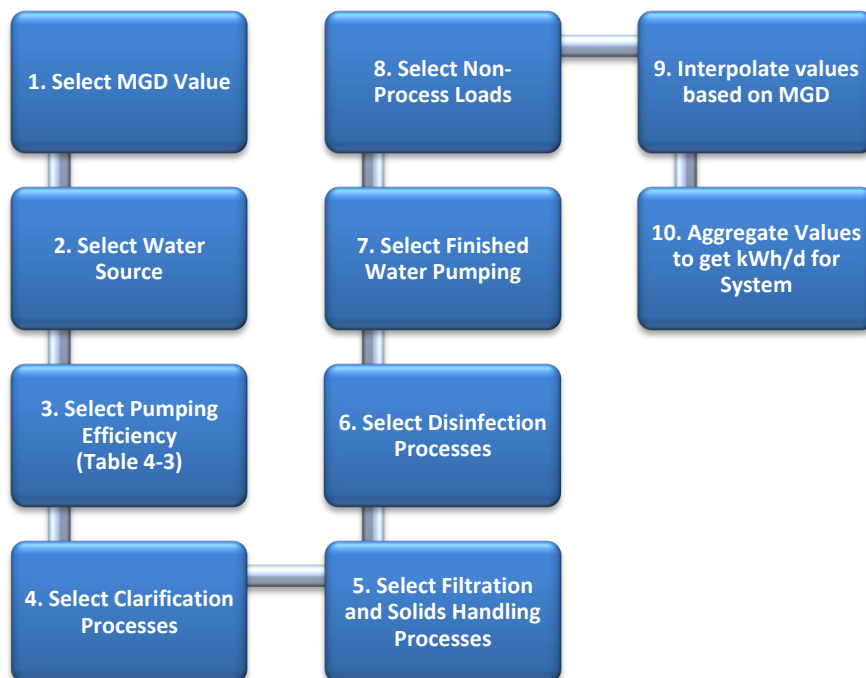 1. Select MGD Value
2. Select Water
Source
3. Select Pumping
Efficiency
(Table 4-3)
4. Select Clarification
Processes
5. Select Filtration
and Solids Handling
Processes
6. Select Disinfection
Processes
7. Select Finished
Water Pumping
8. Select Non-
Process Loads
9. Interpolate values
based on MGD
10. Aggregate Values
to get kWh/d for
System